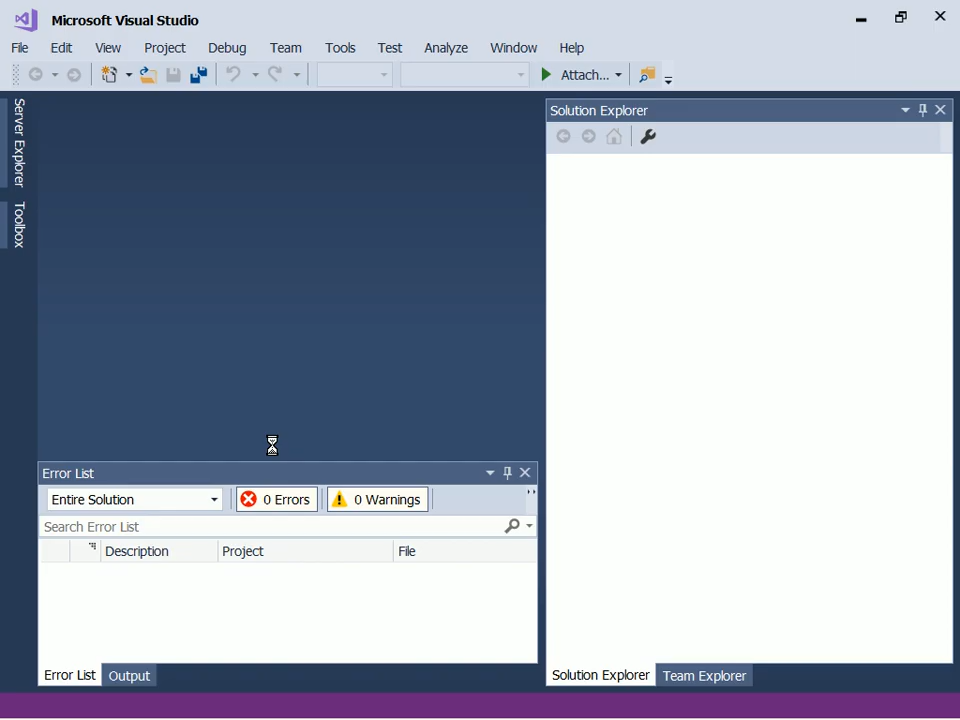 Microsoft Visual Studio
File Edit View Project Debug Team Tools Test Analyze Window Help
Attach...
Server Explorer
Toolbox
Solution Explorer
Error List
Entire Solution 0 Errors 0 Warnings
Search Error List
Description Project File
Error List Output
Solution Explorer Team Explorer